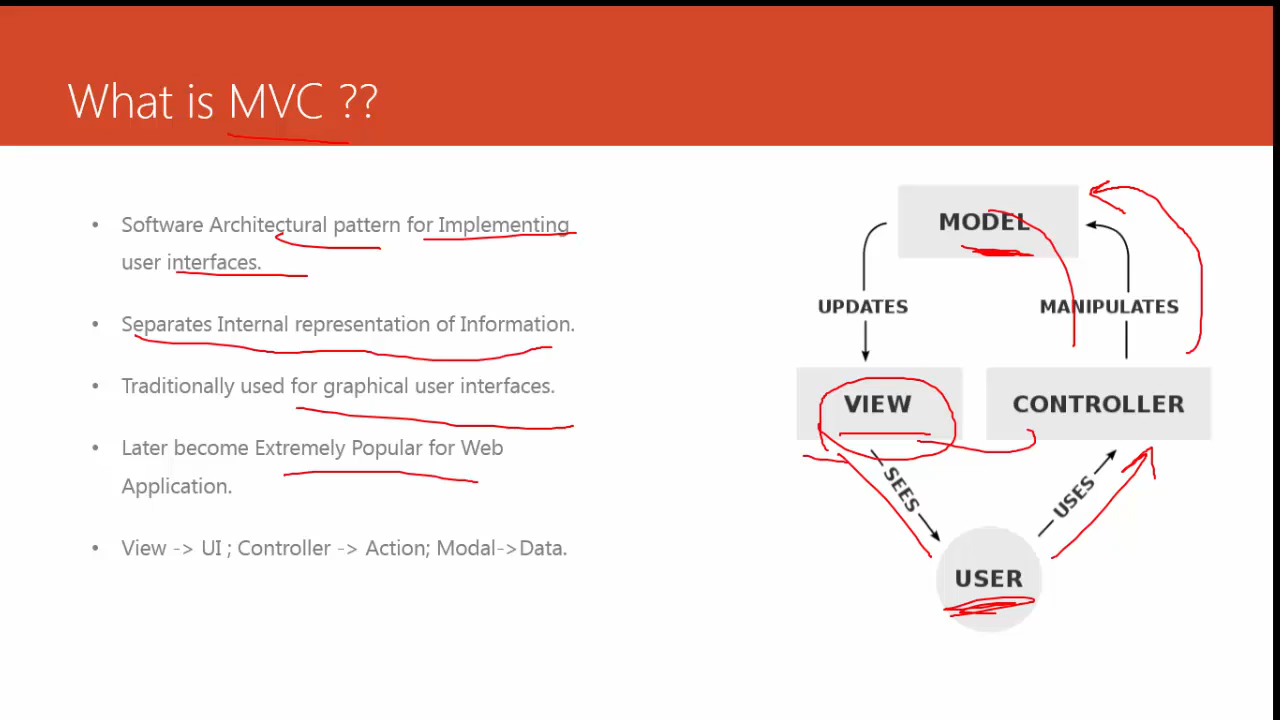 What is MVC ??
• Software Architectural pattern for Implementing
user interfaces.
• Separates Internal representation of Information.
• Traditionally used for graphical user interfaces.
• Later become Extremely Popular for Web
Application.
• View -> UI ; Controller -> Action; Modal->Data.
MODEL
UPDATES
MANIPULATES
VIEW
CONTROLLER
SEES
USES
USER